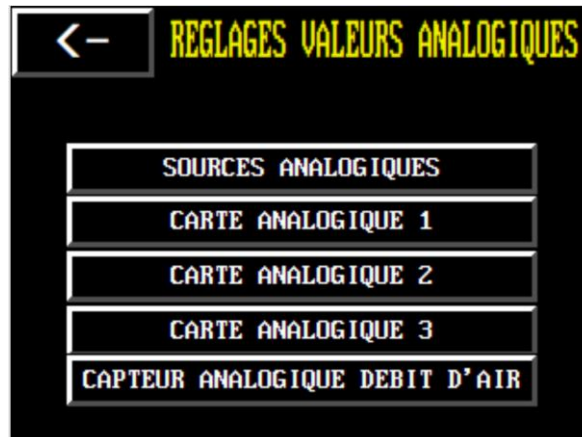 <- REGLAGES VALEURS ANALOGIQUES
SOURCES ANALOGIQUES
CARTE ANALOGIQUE 1
CARTE ANALOGIQUE 2
CARTE ANALOGIQUE 3
CAPTEUR ANALOGIQUE DEBIT D'AIR